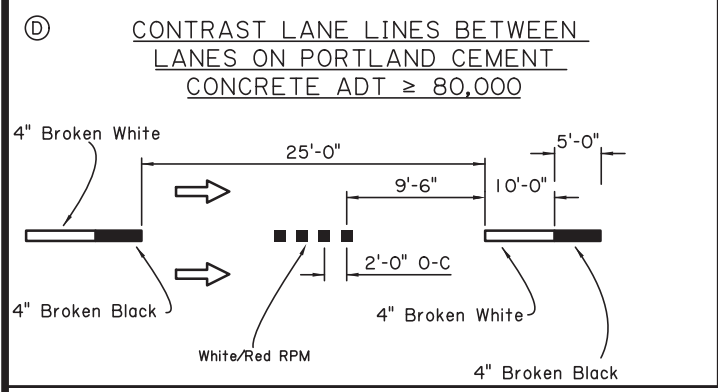 D
CONTRAST LANE LINES BETWEEN
LANES ON PORTLAND CEMENT
CONCRETE ADT ≥ 80,000
4" Broken White
25'-0"
5'-0"
9'-6"
10'-0"
2'-0" O-C
4" Broken Black
4" Broken White
White/Red RPM
4" Broken Black